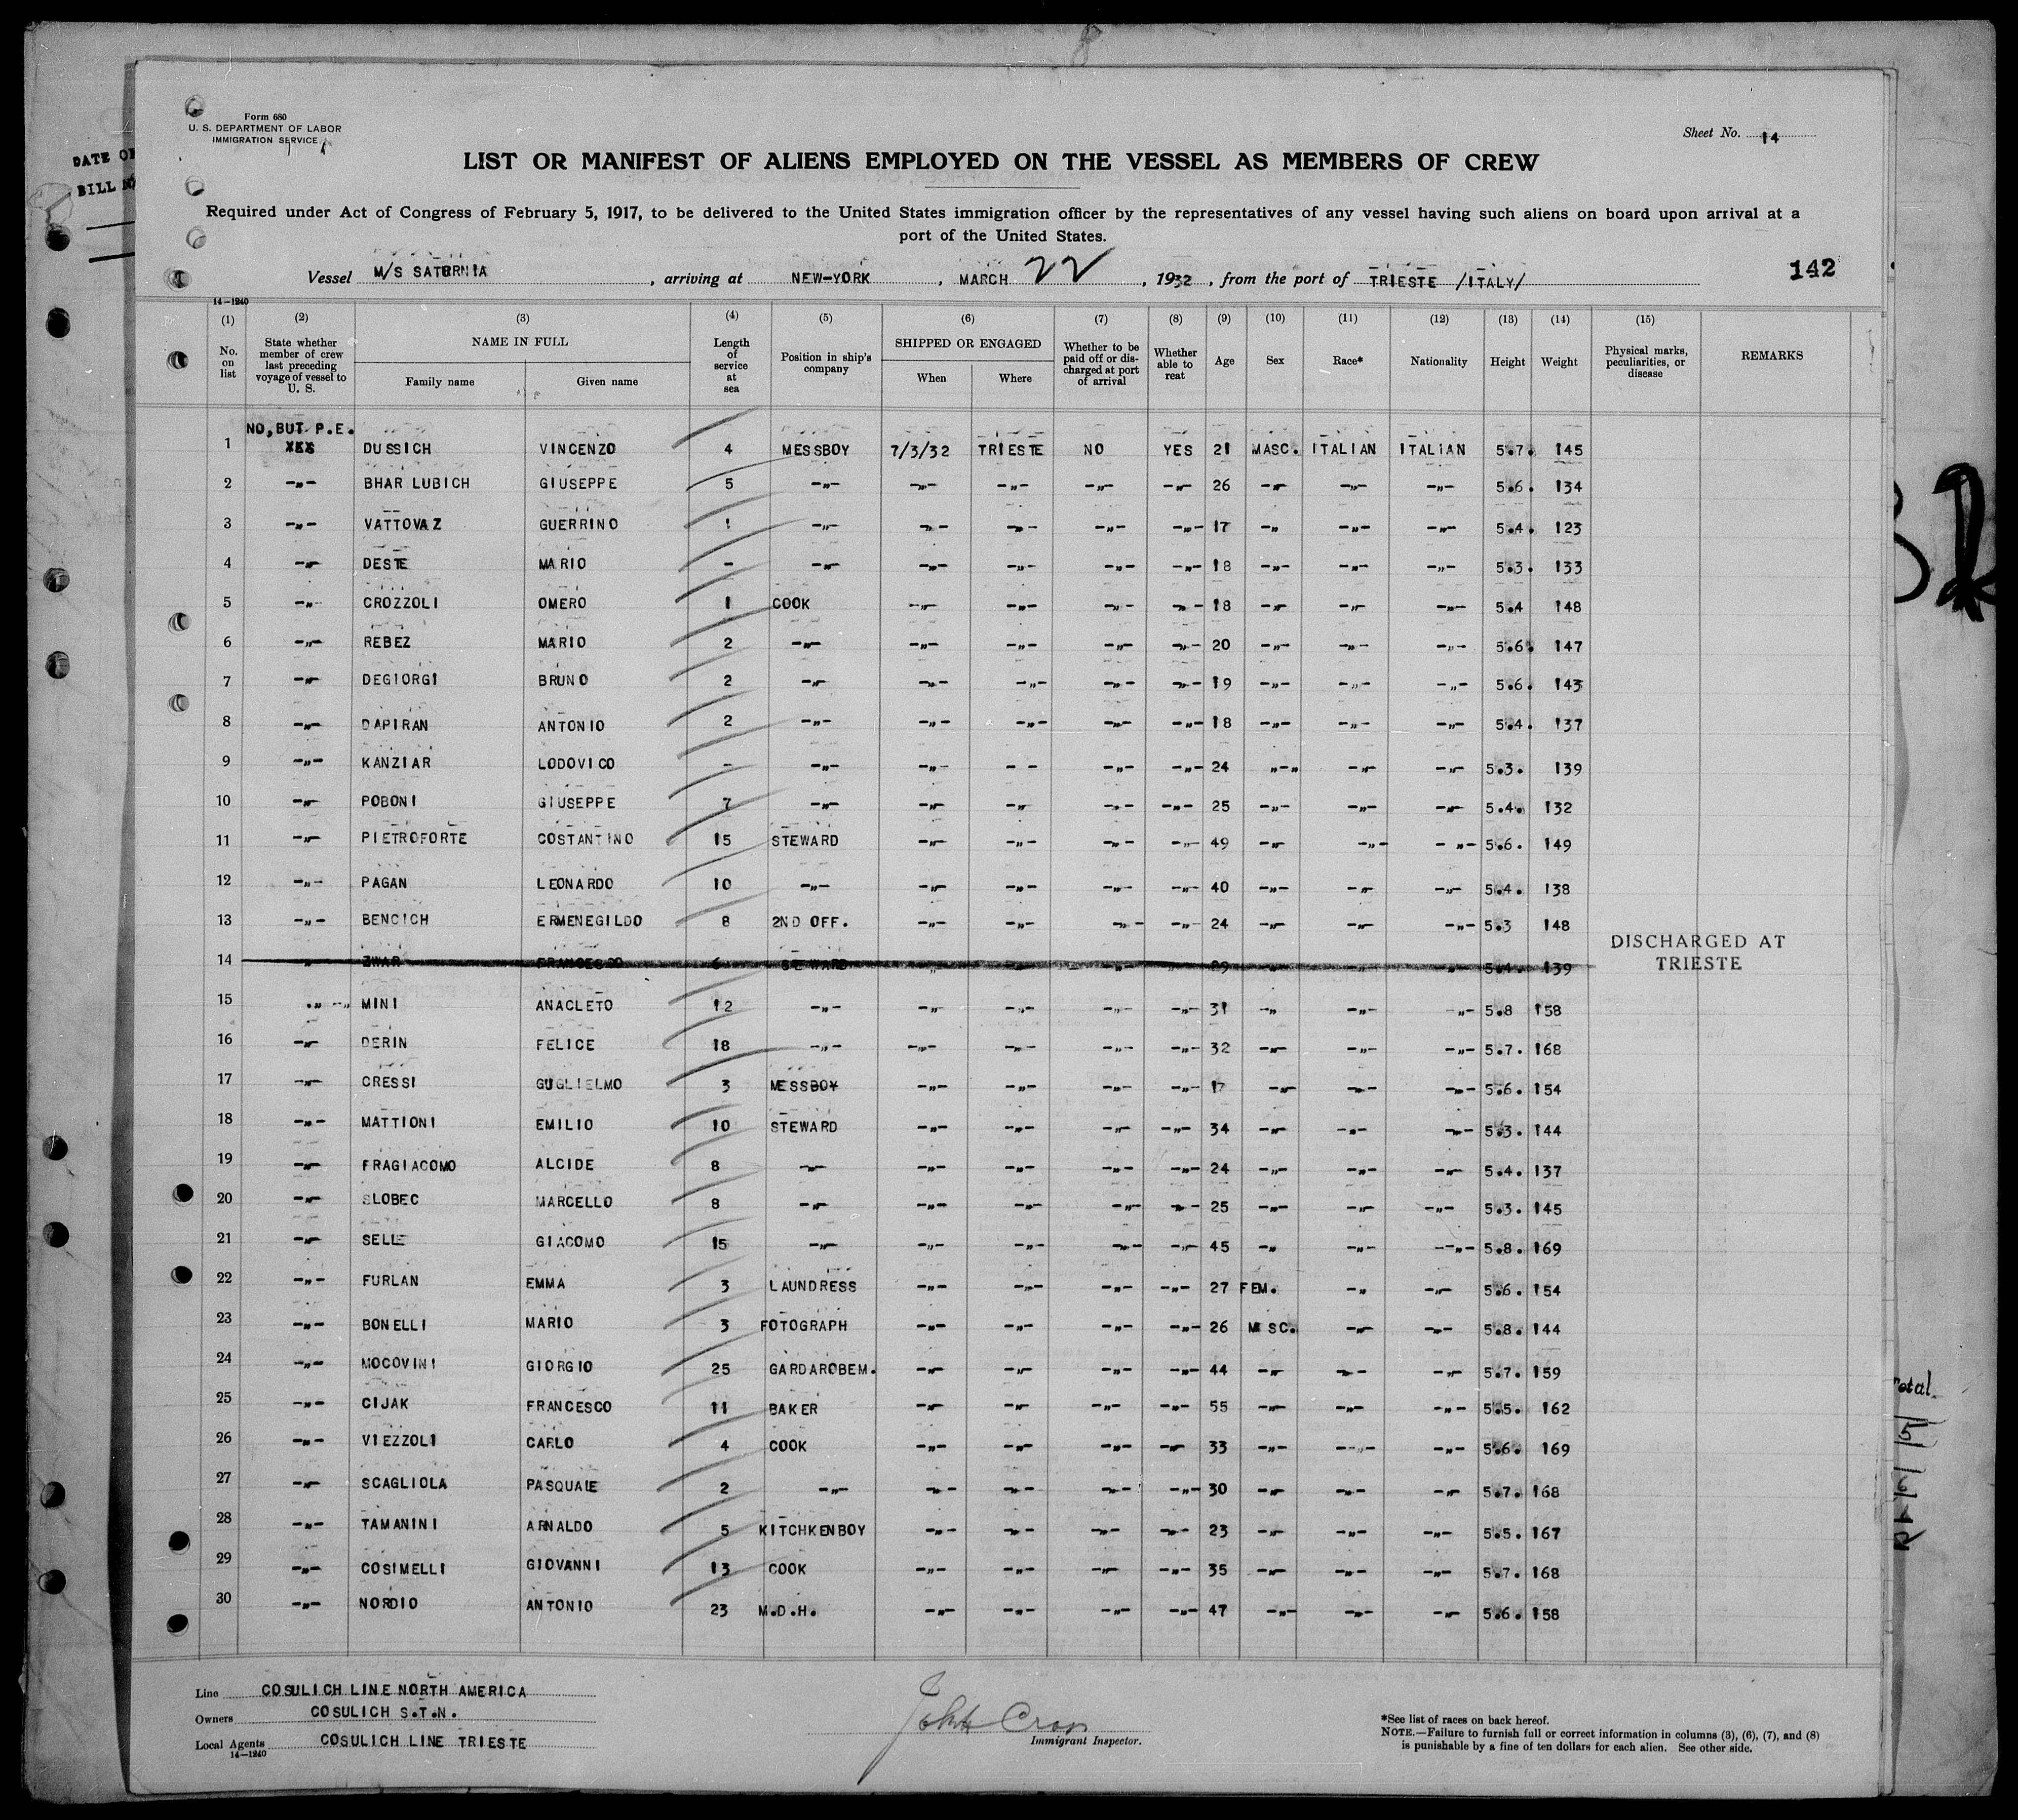 8
Form 680
U. S. DEPARTMENT OF LABOR
IMMIGRATION SERVICE
Sheet No. 14
DATE OF
BILL NO
LIST OR MANIFEST OF ALIENS EMPLOYED ON THE VESSEL AS MEMBERS OF CREW
Required under Act of Congress of February 5, 1917, to be delivered to the United States immigration officer by the representatives of any vessel having such aliens on board upon arrival at a
port of the United States.
Vessel M/S SATURNIA, arriving at NEW-YORK, MARCH 22, 1932, from the port of TRIESTE /ITALY/
142
14-1240
(1) (2) (3) (4) (5) (6) (7) (8) (9) (10) (11) (12) (13) (14) (15)
No. on list State whether member of crew last preceding voyage of vessel to U. S. NAME IN FULL Family name Given name Length of service at sea Position in ship's company SHIPPED OR ENGAGED When Where Whether to be paid off or discharged at port of arrival Whether able to reat Age Sex Race* Nationality Height Weight Physical marks, peculiarities, or disease REMARKS
NO, BUT P.E.
1 XXX DUSSICH VINCENZO 4 MESSBOY 7/3/32 TRIESTE NO YES 21 MASC. ITALIAN ITALIAN 5.7. 145
2 -"- BHAR LUBICH GIUSEPPE 5 -"- -"- -"- -"- -"- 26 -"- -"- -"- 5.6. 134
3 -"- VATTOVAZ GUERRINO 1 -"- -"- -"- -"- -"- 17 -" -"- -"- 5.4. 123
4 -"- DESTE MARIO - -"- -"- -"- -"- -"- 18 -"- -"- -"- 5.3. 133
5 -"- CROZZOLI OMERO 1 COOK -"- -"- -"- -"- 18 -"- -"- -"- 5.4 148
6 -"- REBEZ MARIO 2 -"- -"- -"- -"- -"- 20 -"- -"- -"- 5.6. 147
7 -"- DEGIORGI BRUNO 2 -"- -"- -"- -"- -"- 19 -"- -"- -"- 5.6. 143
8 -"- DAPIRAN ANTONIO 2 -"- -"- -"- -"- -"- 18 -"- -"- -"- 5.4. 137
9 -"- KANZIAR LODOVICO - -"- -"- - - -"- -"- 24 "-" -"- -"- 5.3. 139
10 -"- POBONI GIUSEPPE 7 -"- -"- -"- -"- -"- 25 -"- -"- -"- 5.4. 132
11 -"- PIETROFORTE COSTANTINO 15 STEWARD -"- -"- -"- -"- 49 -"- -"- -"- 5.6. 149
12 -"- PAGAN LEONARDO 10 -"- -"- -"- -"- -"- 40 -"- -"- -"- 5.4. 138
13 -"- BENCICH ERMENEGILDO 8 2ND OFF. -"- -"- -"- -"- 24 -"- -"- -"- 5.3 148
14 " ZWAR FRANCESCO 6 STEWARD " " " " " " " 5.4. 139 DISCHARGED AT TRIESTE
15 -"- MINI ANACLETO 12 -"- -"- -"- -"- -"- 31 -" -"- -"- 5.8 158
16 -"- DERIN FELICE 18 -"- -"- -"- -"- -"- 32 -"- -"- -"- 5.7. 168
17 -"- CRESSI GUGLIELMO 3 MESSBOY -"- -"- -"- -"- 17 -"- -"- -"- 5.6. 154
18 -"- MATTIONI EMILIO 10 STEWARD -"- -"- -"- -"- 34 -"- -"- -"- 5.3. 144
19 -"- FRAGIACOMO ALCIDE 8 -"- -"- -"- -"- -"- 24 -"- -"- -"- 5.4. 137
20 -"- SLOBEC MARCELLO 8 -"- -"- -"- -"- -"- 25 -"- -"- -"- 5.3. 145
21 -"- SELLE GIACOMO 15 -"- -"- -"- -"- -"- 45 -" -"- -"- 5.8. 169
22 -"- FURLAN EMMA 3 LAUNDRESS -"- -"- -"- -"- 27 FEM. -" -"- 5.6. 154
23 -"- BONELLI MARIO 3 FOTOGRAPH -"- -"- -"- -"- 26 MSC. -"- -"- 5.8. 144
24 -"- MOCOVINI GIORGIO 25 GARDAROBEM. -"- -"- -"- -"- 44 -"- -"- -"- 5.7. 159
25 -"- CIJAK FRANCESCO 11 BAKER -"- -"- -"- -"- 55 -"- -"- -"- 5.5. 162
26 -"- VIEZZOLI CARLO 4 COOK -"- -"- -"- -"- 33 -"- -"- -"- 5.6. 169
27 -"- SCAGLIOLA PASQUALE 2 -"- -"- -"- -"- -"- 30 -"- -"- -"- 5.7. 168
28 -"- TAMANINI ARNALDO 5 KITCHKENBOY -"- -"- -"- -"- 23 -"- -"- -"- 5.5. 167
29 -"- COSIMELLI GIOVANNI 13 COOK -"- -"- -"- -"- 35 -"- -"- -"- 5.7. 168
30 -"- NORDIO ANTONIO 23 M.D.H. -"- -"- -"- -"- 47 -"- -"- -"- 5.6. 158
Total
Line COSULICH LINE NORTH AMERICA
Owners COSULICH S.T.N.
Local Agents COSULICH LINE TRIESTE
14-1240
John
Immigrant Inspector.
*See list of races on back hereof.
NOTE.—Failure to furnish full or correct information in columns (3), (6), (7), and (8)
is punishable by a fine of ten dollars for each alien. See other side.